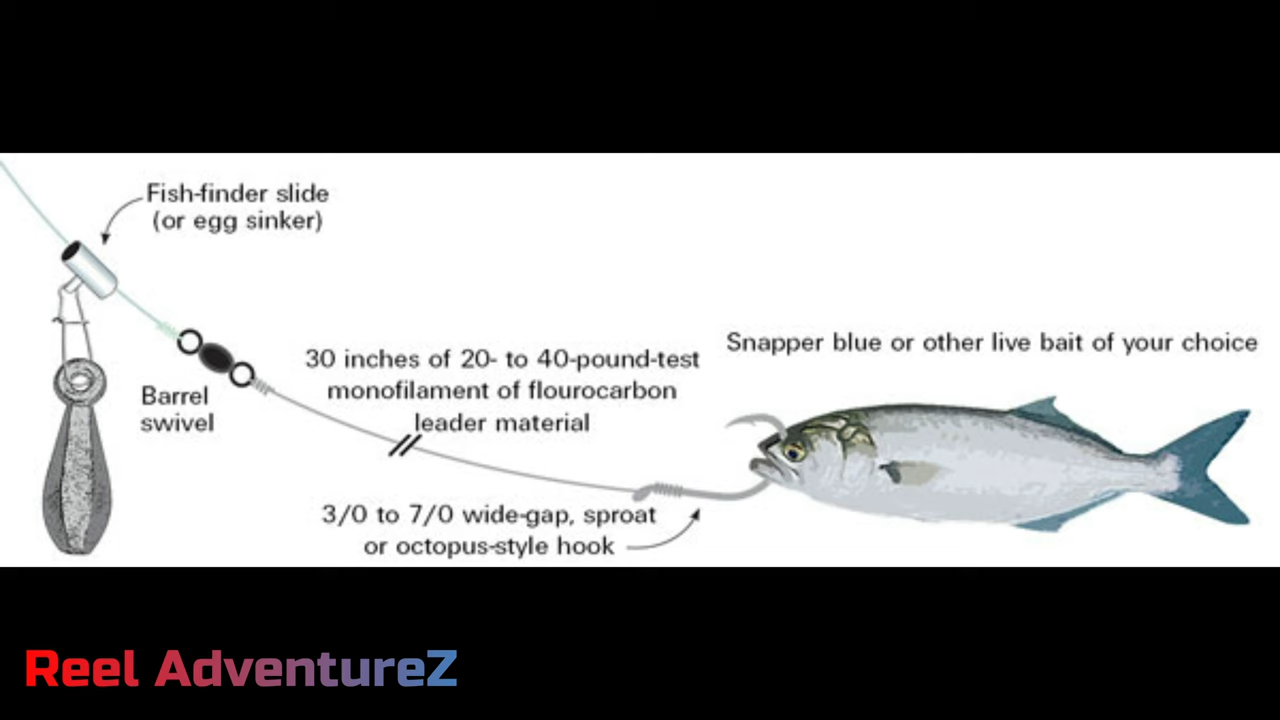 Fish-finder slide
(or egg sinker)
Barrel
swivel
30 inches of 20- to 40-pound-test
monofilament of flourocarbon
leader material
Snapper blue or other live bait of your choice
3/0 to 7/0 wide-gap, sproat
or octopus-style hook
Reel AdventureZ